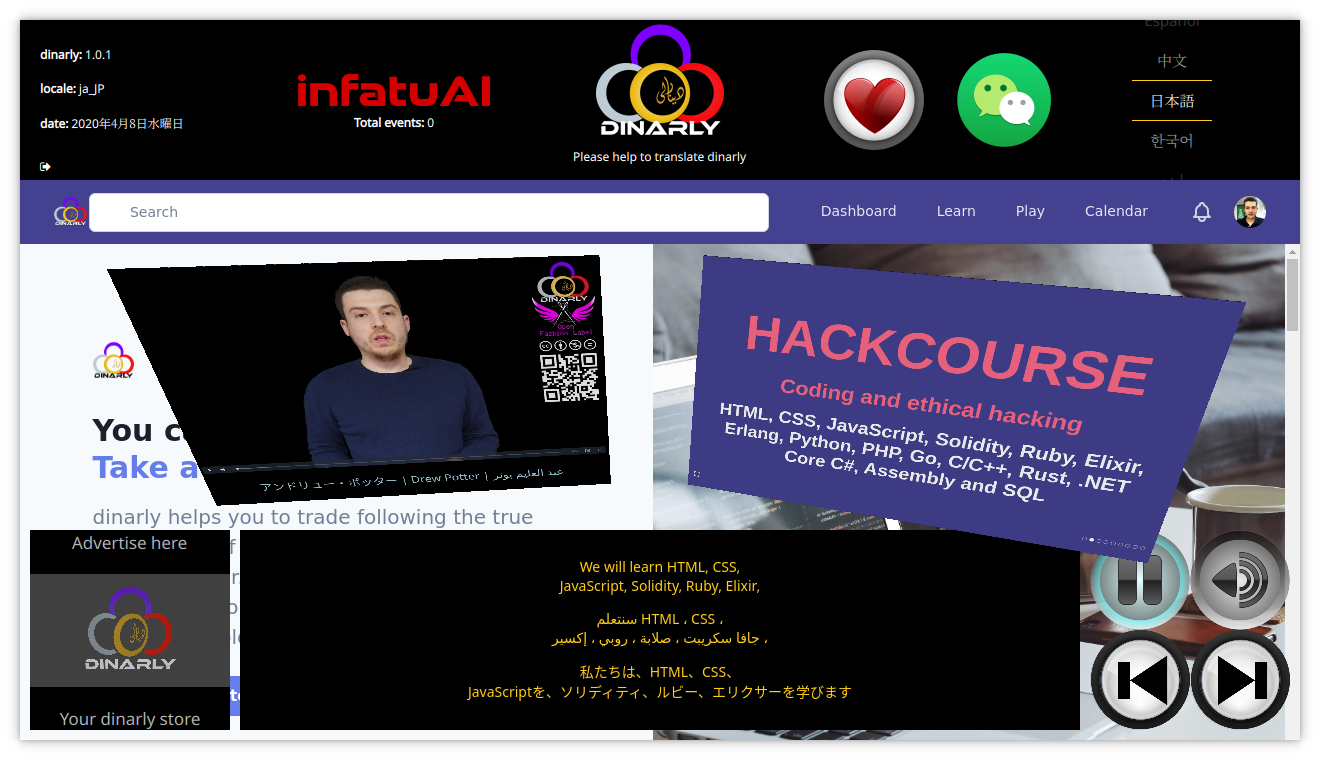 dinarly: 1.0.1
locale: ja_JP
date: 2020年4月8日水曜日
infatuAI
Total events: 0
DINARLY
Please help to translate dinarly
Español
中文
日本語
한국어
DINARLY
Search
Dashboard
Learn
Play
Calendar
DINARLY
You
Take a
dinarly helps you to trade following the true
DINARLY
Open
Fashion Label
アンドリュー・ポッター | Drew Potter | عبد العليم بوتر
HACKCOURSE
Coding and ethical hacking
HTML, CSS, JavaScript, Solidity, Ruby, Elixir,
Erlang, Python, PHP, Go, C/C++, Rust, .NET
Core C#, Assembly and SQL
Advertise here
DINARLY
Your dinarly store
We will learn HTML, CSS,
JavaScript, Solidity, Ruby, Elixir,
سنتعلم HTML ، CSS ،
جافا سكريبت ، صلابة ، روبي ، إكسير ،
私たちは、HTML、CSS、
JavaScriptを、ソリディティ、ルビー、エリクサーを学びます